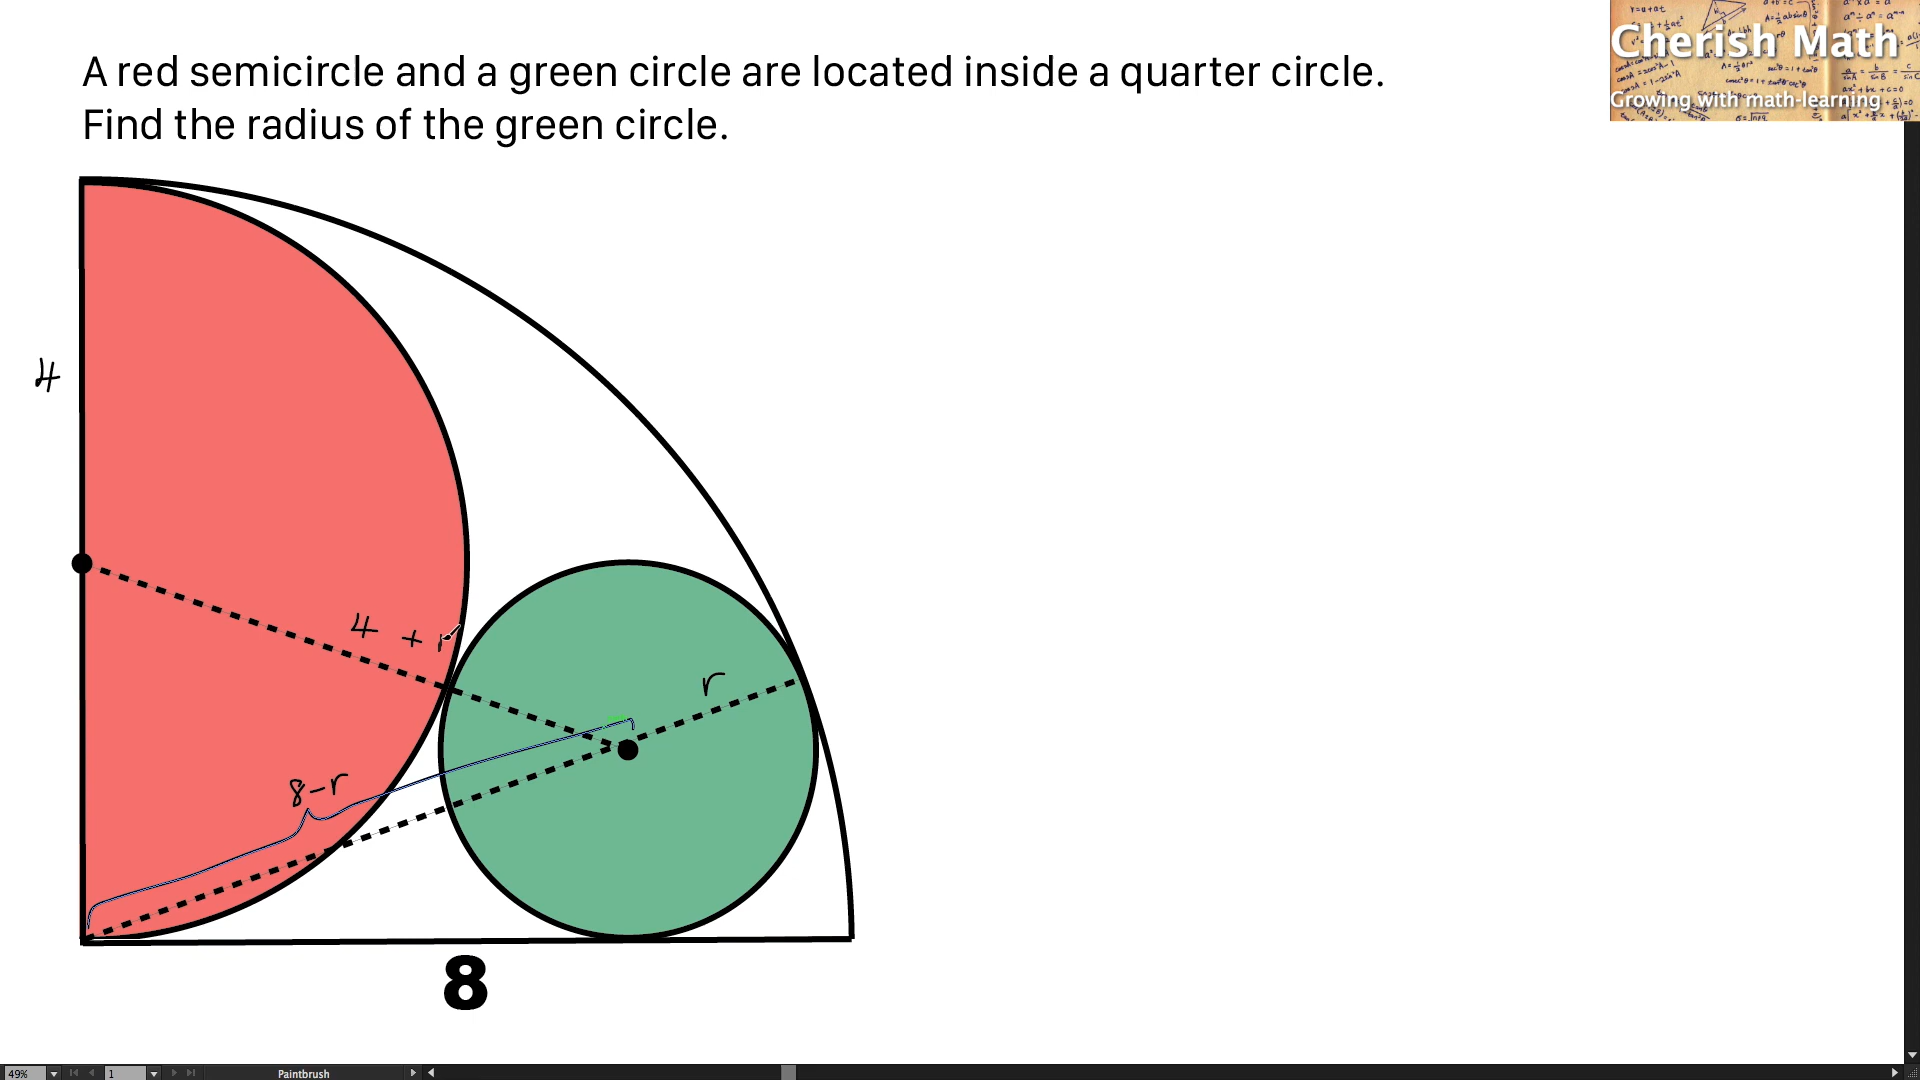 A red semicircle and a green circle are located inside a quarter circle.
Find the radius of the green circle.
Cherish Math
Growing with math-learning
4
4 + r
r
8-r
8
49%
1
Paintbrush